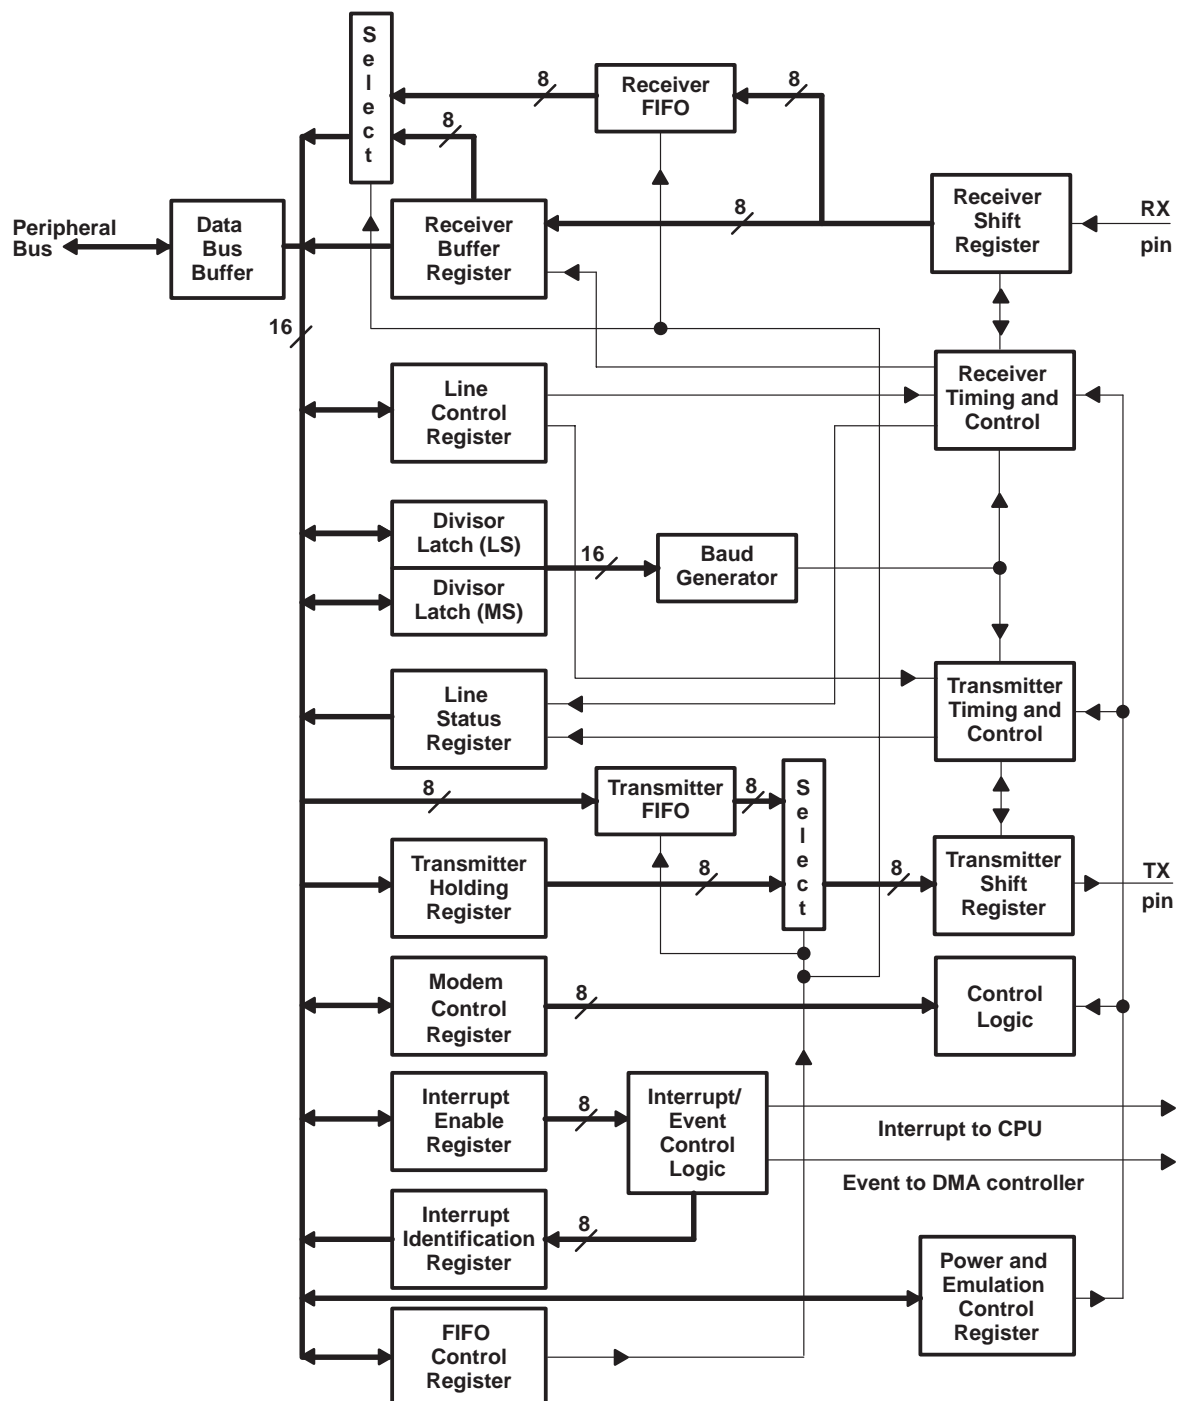 S
e
l
e
c
t
8
Receiver
FIFO
8
8
Peripheral
Bus
Data
Bus
Buffer
Receiver
Buffer
Register
8
Receiver
Shift
Register
RX
pin
16
Line
Control
Register
Receiver
Timing and
Control
Divisor
Latch (LS)
Divisor
Latch (MS)
16
Baud
Generator
Line
Status
Register
Transmitter
Timing and
Control
8
Transmitter
FIFO
8
S
e
l
e
c
t
Transmitter
Holding
Register
8
8
Transmitter
Shift
Register
TX
pin
Modem
Control
Register
8
Control
Logic
Interrupt
Enable
Register
8
Interrupt/
Event
Control
Logic
Interrupt to CPU
Event to DMA controller
Interrupt
Identification
Register
8
Power and
Emulation
Control
Register
FIFO
Control
Register